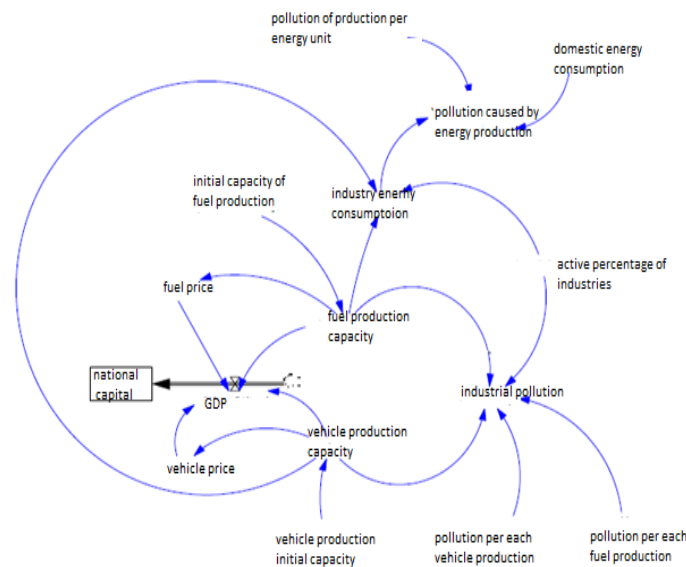 pollution of prduction per
energy unit
domestic energy
consumption
pollution caused by
energy production
initial capacity of
fuel production
industry enerhy
consumptoion
active percentage of
industries
fuel price
fuel production
capacity
national
capital
GDP
industrial pollution
vehicle production
capacity
vehicle price
vehicle production
initial capacity
pollution per each
vehicle production
pollution per each
fuel production